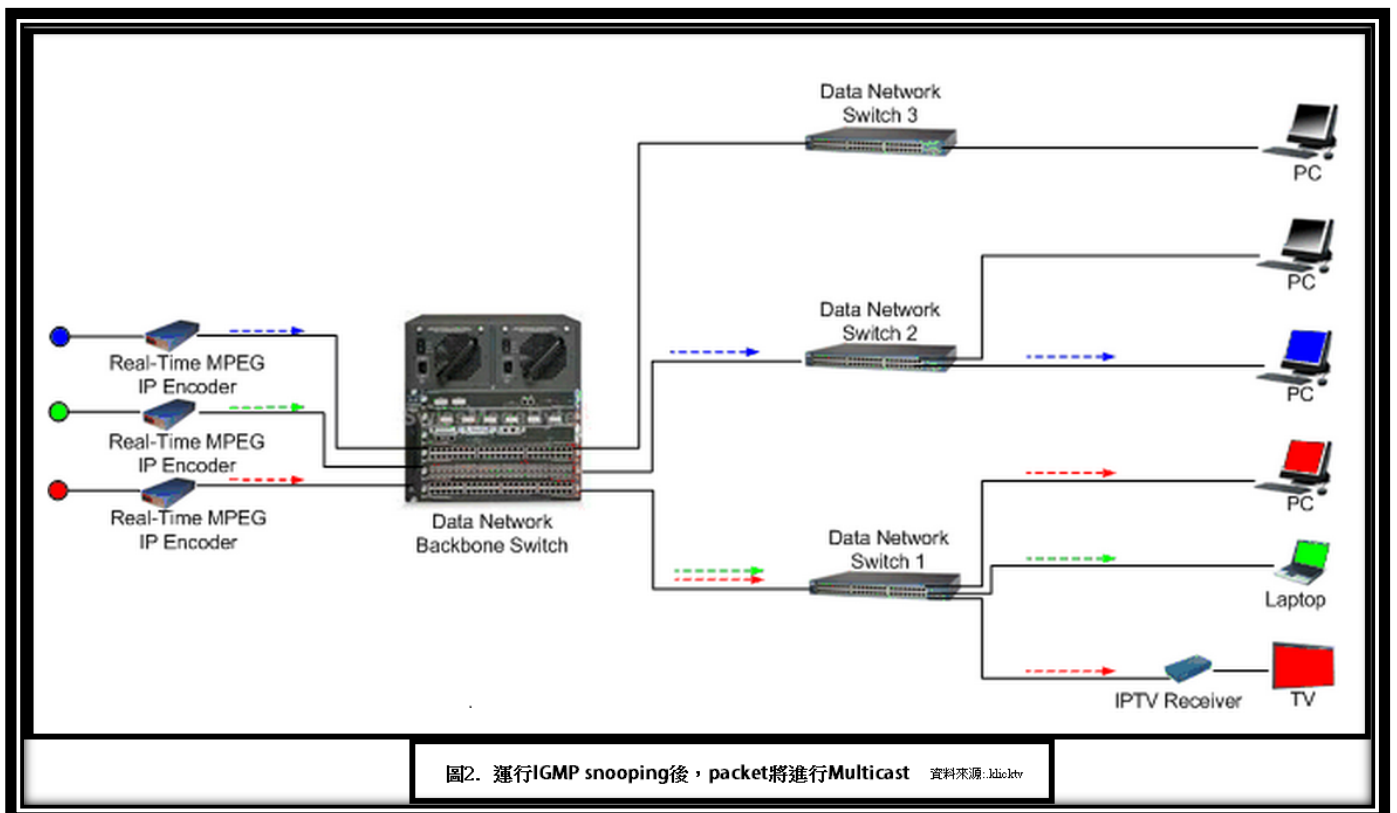 Data Network
Switch 3
PC
PC
Data Network
Switch 2
PC
Real-Time MPEG
IP Encoder
Real-Time MPEG
IP Encoder
Real-Time MPEG
IP Encoder
Data Network
Backbone Switch
Data Network
Switch 1
PC
Laptop
IPTV Receiver
TV
圖2. 運行IGMP snooping後，packet將進行Multicast 資料來源:.klicktv